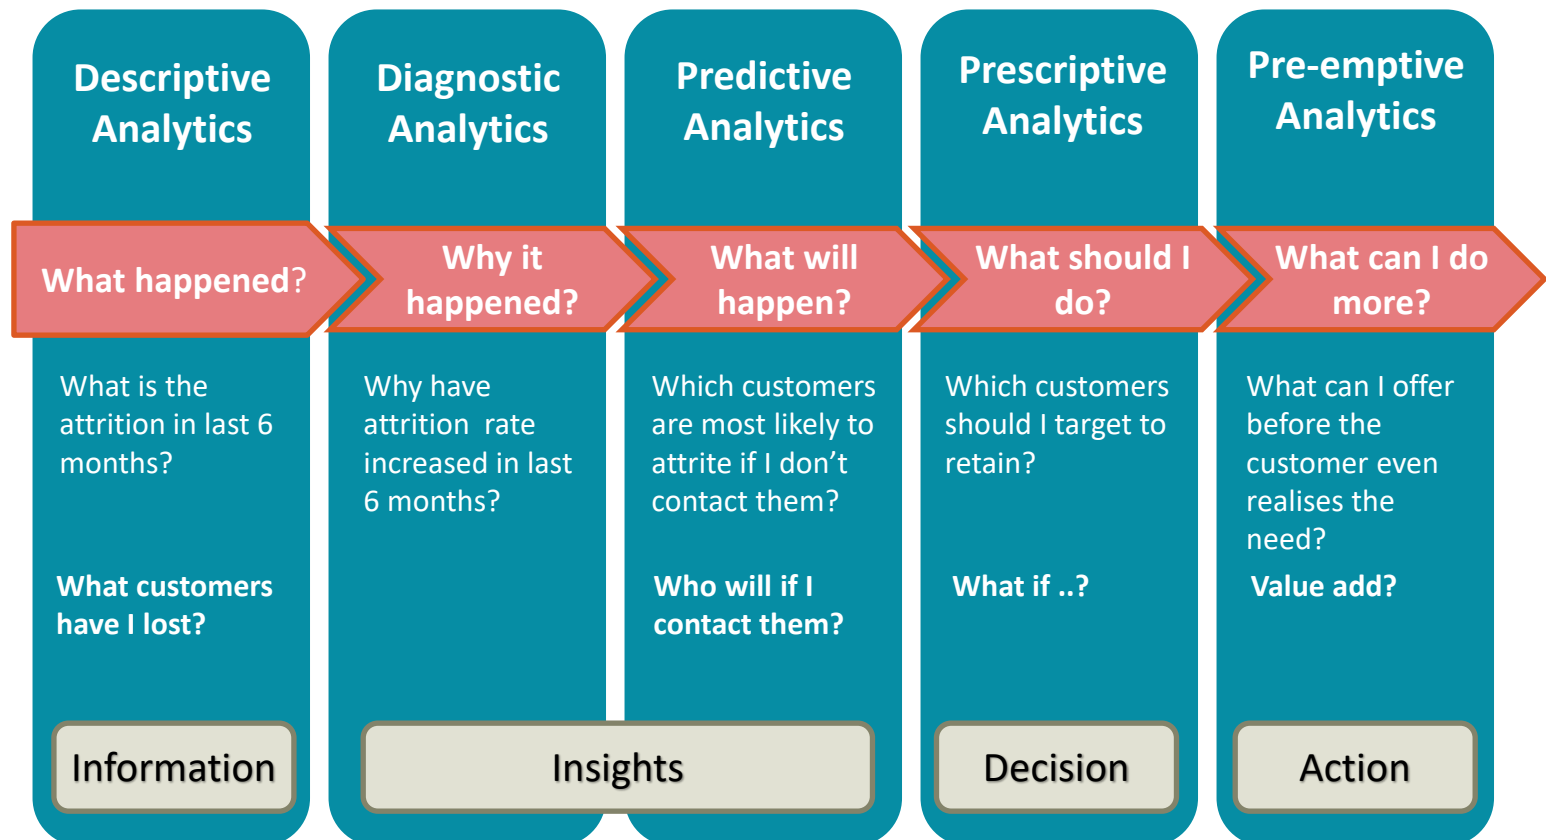 Descriptive
Analytics
What happened?
What is the
attrition in last 6
months?
What customers
have I lost?
Information
Diagnostic
Analytics
Why it
happened?
Why have
attrition  rate
increased in last
6 months?
Insights
Predictive
Analytics
What will
happen?
Which customers
are most likely to
attrite if I don’t
contact them?
Who will if I
contact them?
Prescriptive
Analytics
What should I
do?
Which customers
should I target to
retain?
What if ..?
Decision
Pre-emptive
Analytics
What can I do
more?
What can I offer
before the
customer even
realises the
need?
Value add?
Action